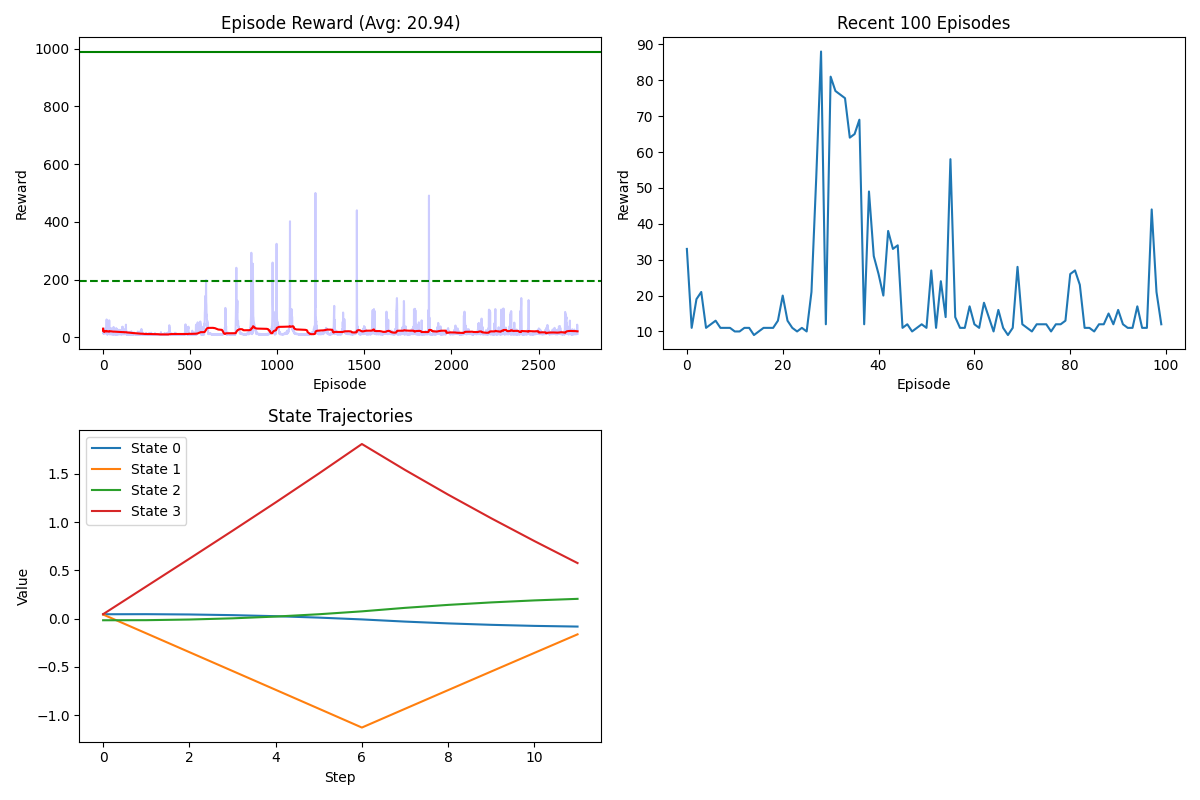 Episode Reward (Avg: 20.94)
Reward
1000
800
600
400
200
0
0 500 1000 1500 2000 2500
Episode
Recent 100 Episodes
Reward
90
80
70
60
50
40
30
20
10
0 20 40 60 80 100
Episode
State Trajectories
Value
1.5
1.0
0.5
0.0
−0.5
−1.0
State 0
State 1
State 2
State 3
0 2 4 6 8 10
Step